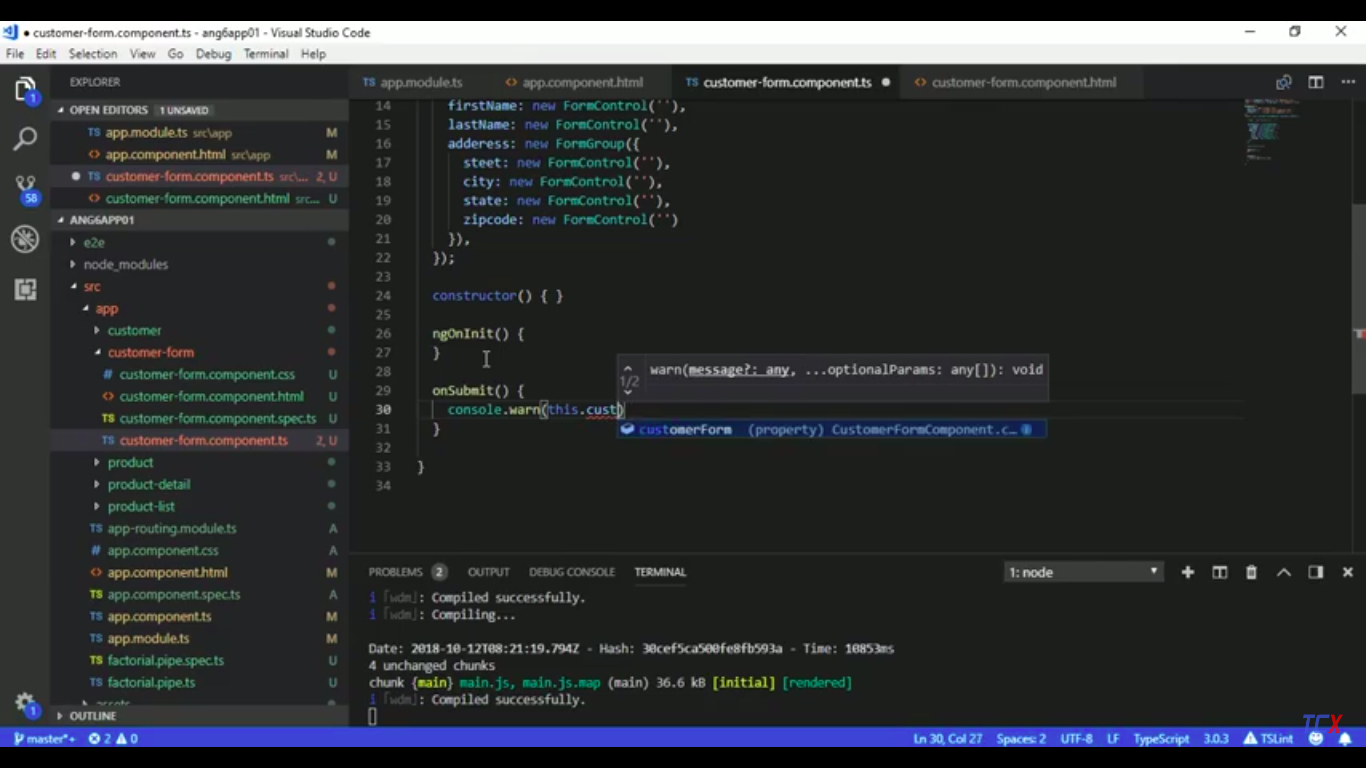 ● customer-form.component.ts - ang6app01 - Visual Studio Code
File Edit Selection View Go Debug Terminal Help
EXPLORER
OPEN EDITORS 1 UNSAVED
TS app.module.ts src\app M
<> app.component.html src\app M
● TS customer-form.component.ts src\... 2, U
<> customer-form.component.html src... U
ANG6APP01
e2e
node_modules
src
app
customer
customer-form
# customer-form.component.css U
<> customer-form.component.html U
TS customer-form.component.spec.ts U
TS customer-form.component.ts 2, U
product
product-detail
product-list
TS app-routing.module.ts A
# app.component.css A
<> app.component.html M
TS app.component.spec.ts A
TS app.component.ts M
TS app.module.ts M
TS factorial.pipe.spec.ts U
TS factorial.pipe.ts U
assets
OUTLINE
1
58
1
TS app.module.ts <> app.component.html TS customer-form.component.ts ● <> customer-form.component.html
14 firstName: new FormControl(''),
15 lastName: new FormControl(''),
16 adderess: new FormGroup({
17 steet: new FormControl(''),
18 city: new FormControl(''),
19 state: new FormControl(''),
20 zipcode: new FormControl('')
21 }),
22 });
23
24 constructor() { }
25
26 ngOnInit() {
27 }
28
29 onSubmit() {
30 console.warn(this.cust)
31 }
32
33 }
34
1/2 warn(message?: any, ...optionalParams: any[]): void
customerForm (property) CustomerFormComponent.c…
PROBLEMS 2 OUTPUT DEBUG CONSOLE TERMINAL 1: node
i ｢wdm｣: Compiled successfully.
i ｢wdm｣: Compiling...
Date: 2018-10-12T08:21:19.794Z - Hash: 30cef5ca500fe8fb593a - Time: 10853ms
4 unchanged chunks
chunk {main} main.js, main.js.map (main) 36.6 kB [initial] [rendered]
i ｢wdm｣: Compiled successfully.
TCX
master*+ 2 0 Ln 30, Col 27 Spaces: 2 UTF-8 LF TypeScript 3.0.3 TSLint